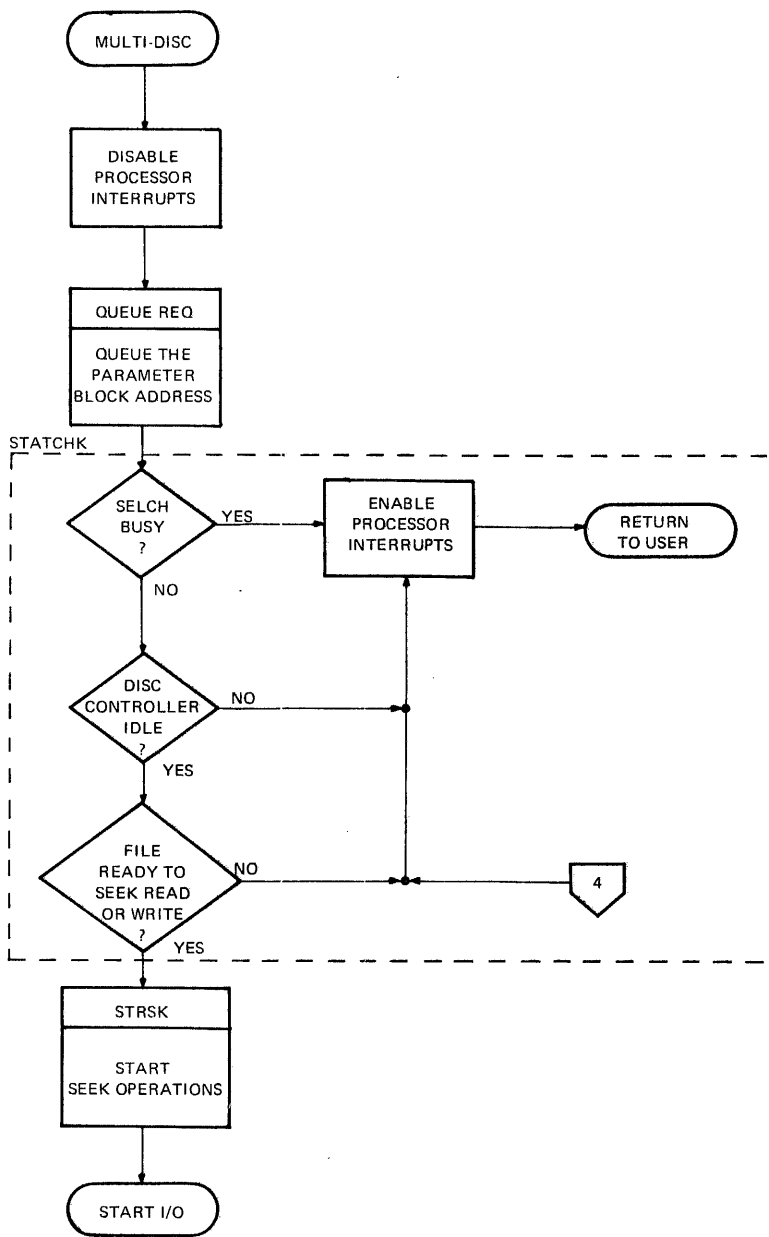 MULTI-DISC
DISABLE
PROCESSOR
INTERRUPTS
QUEUE REQ
QUEUE THE
PARAMETER
BLOCK ADDRESS
STATCHK
SELCH
BUSY
?
YES
ENABLE
PROCESSOR
INTERRUPTS
RETURN
TO USER
NO
DISC
CONTROLLER
IDLE
?
NO
YES
FILE
READY TO
SEEK READ
OR WRITE
?
NO
4
YES
STRSK
START
SEEK OPERATIONS
START I/O